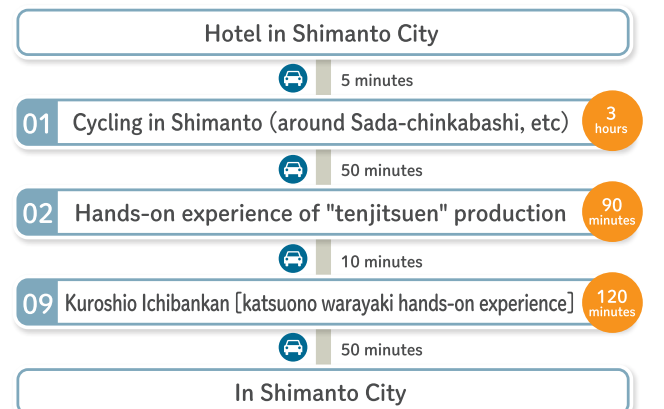 Hotel in Shimanto City
5 minutes
01 Cycling in Shimanto (around Sada-chinkabashi, etc) 3 hours
50 minutes
02 Hands-on experience of "tenjitsuen" production 90 minutes
10 minutes
09 Kuroshio Ichibankan [katsuono warayaki hands-on experience] 120 minutes
50 minutes
In Shimanto City